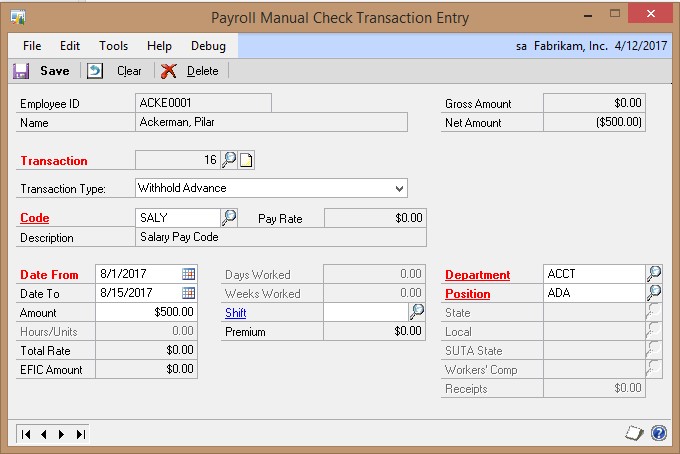 Payroll Manual Check Transaction Entry
File Edit Tools Help Debug sa Fabrikam, Inc. 4/12/2017
Save Clear Delete
Employee ID ACKE0001 Gross Amount $0.00
Name Ackerman, Pilar Net Amount ($500.00)
Transaction 16
Transaction Type: Withhold Advance
Code SALY Pay Rate $0.00
Description Salary Pay Code
Date From 8/1/2017 Days Worked 0.00 Department ACCT
Date To 8/15/2017 Weeks Worked 0.00 Position ADA
Amount $500.00 Shift State
Hours/Units 0.00 Premium $0.00 Local
Total Rate $0.00 SUTA State
EFIC Amount $0.00 Workers' Comp
Receipts $0.00